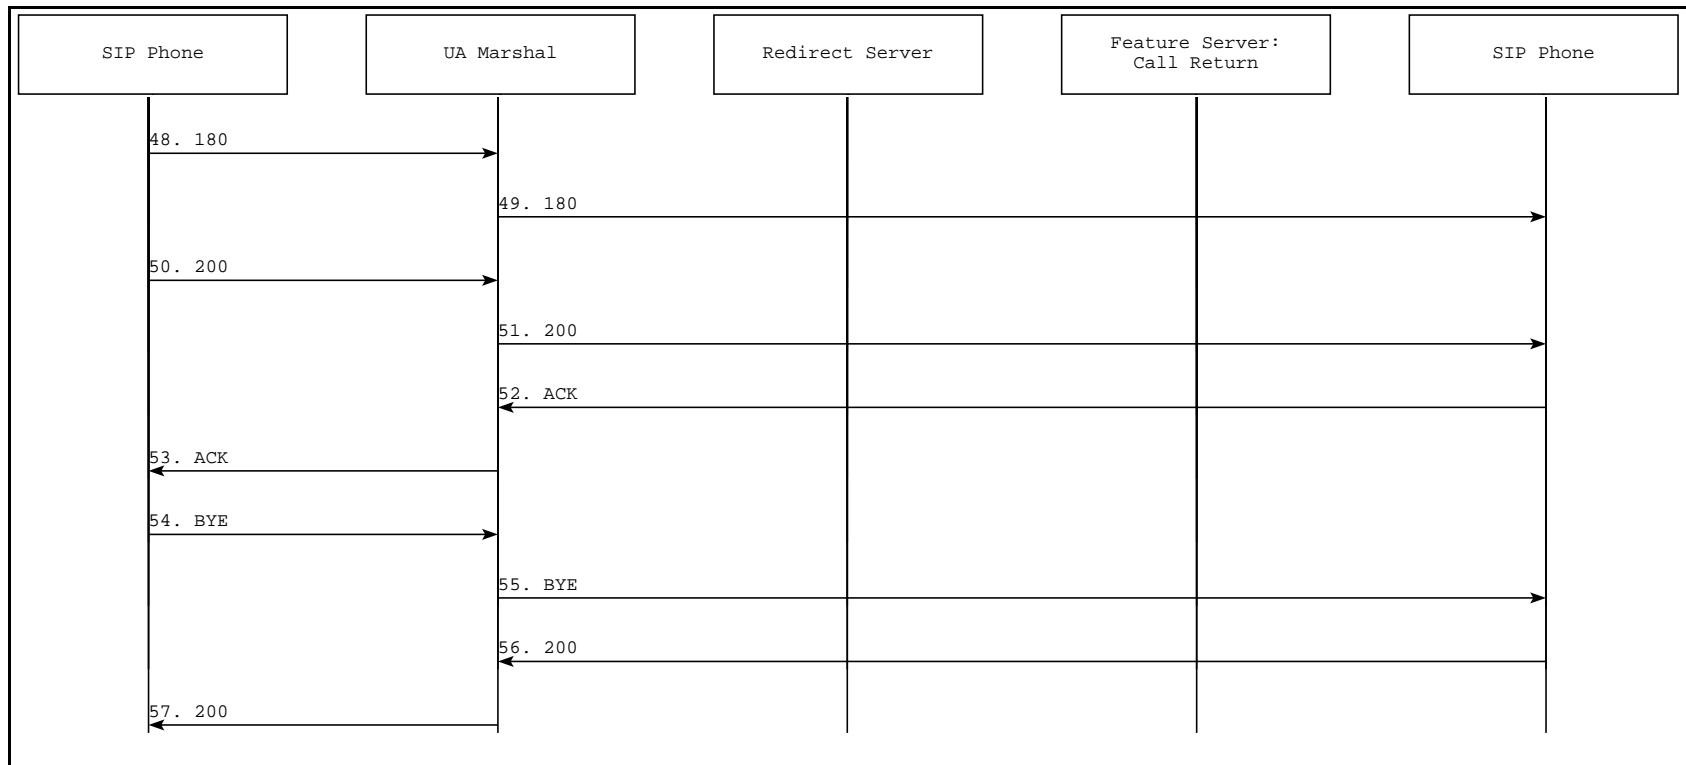 SIP Phone
UA Marshal
Redirect Server
Feature Server:
Call Return
SIP Phone
48. 180
49. 180
50. 200
51. 200
52. ACK
53. ACK
54. BYE
55. BYE
56. 200
57. 200